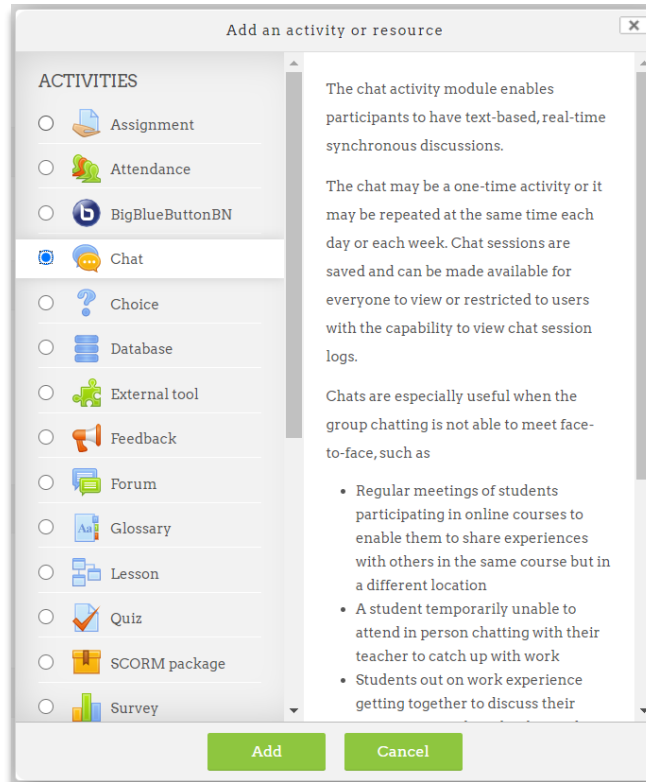 Add an activity or resource
ACTIVITIES
Assignment
Attendance
b BigBlueButtonBN
Chat
Choice
Database
External tool
Feedback
Forum
Aa Glossary
Lesson
Quiz
SCORM package
Survey
The chat activity module enables
participants to have text-based, real-time
synchronous discussions.
The chat may be a one-time activity or it
may be repeated at the same time each
day or each week. Chat sessions are
saved and can be made available for
everyone to view or restricted to users
with the capability to view chat session
logs.
Chats are especially useful when the
group chatting is not able to meet face-
to-face, such as
• Regular meetings of students
participating in online courses to
enable them to share experiences
with others in the same course but in
a different location
• A student temporarily unable to
attend in person chatting with their
teacher to catch up with work
• Students out on work experience
getting together to discuss their
Add
Cancel